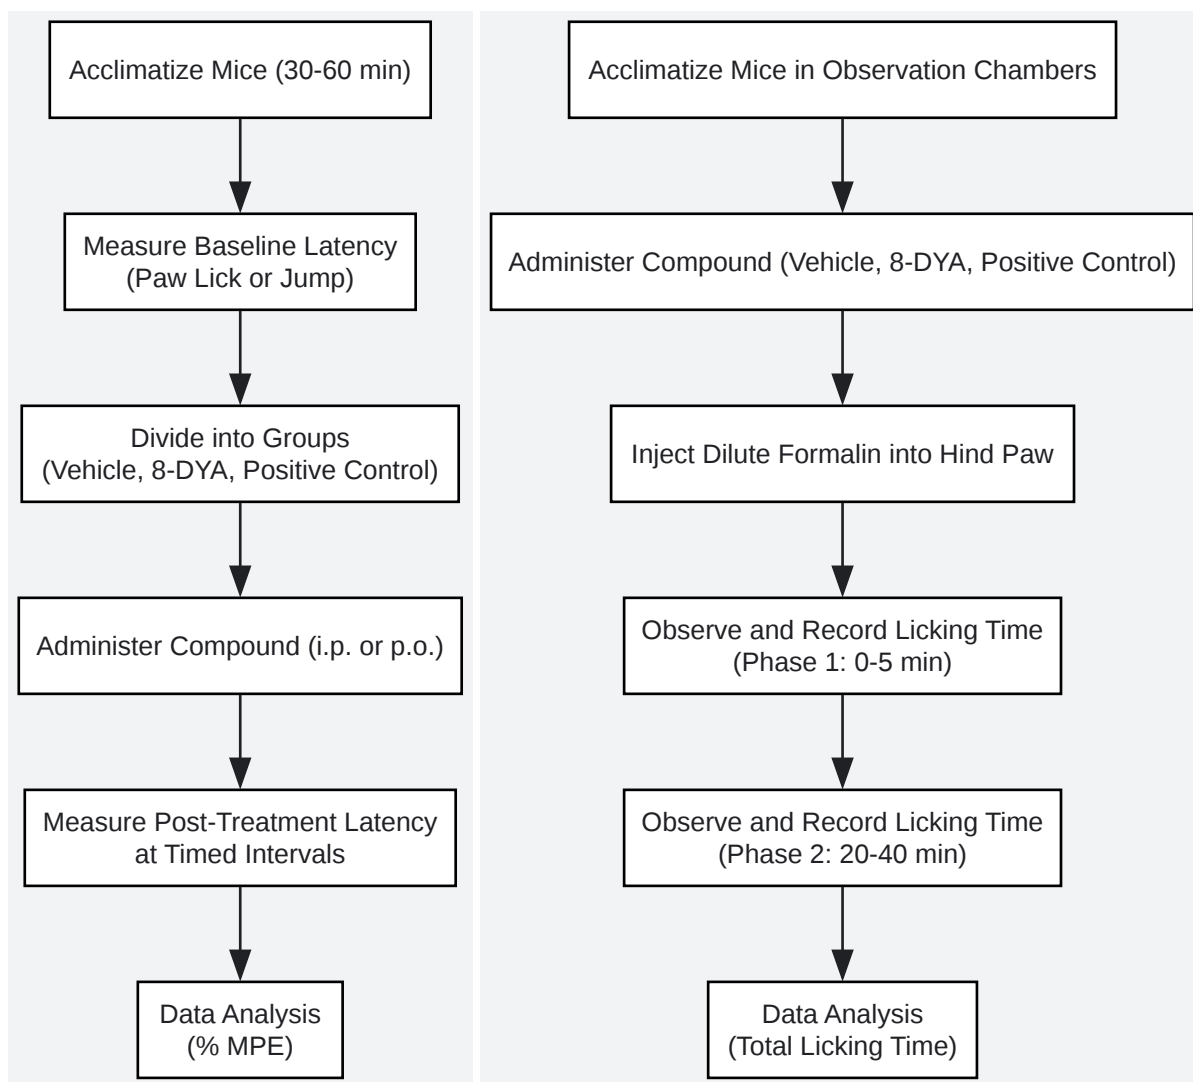 Acclimatize Mice (30-60 min)
Measure Baseline Latency
(Paw Lick or Jump)
Divide into Groups
(Vehicle, 8-DYA, Positive Control)
Administer Compound (i.p. or p.o.)
Measure Post-Treatment Latency
at Timed Intervals
Data Analysis
(% MPE)
Acclimatize Mice in Observation Chambers
Administer Compound (Vehicle, 8-DYA, Positive Control)
Inject Dilute Formalin into Hind Paw
Observe and Record Licking Time
(Phase 1: 0-5 min)
Observe and Record Licking Time
(Phase 2: 20-40 min)
Data Analysis
(Total Licking Time)